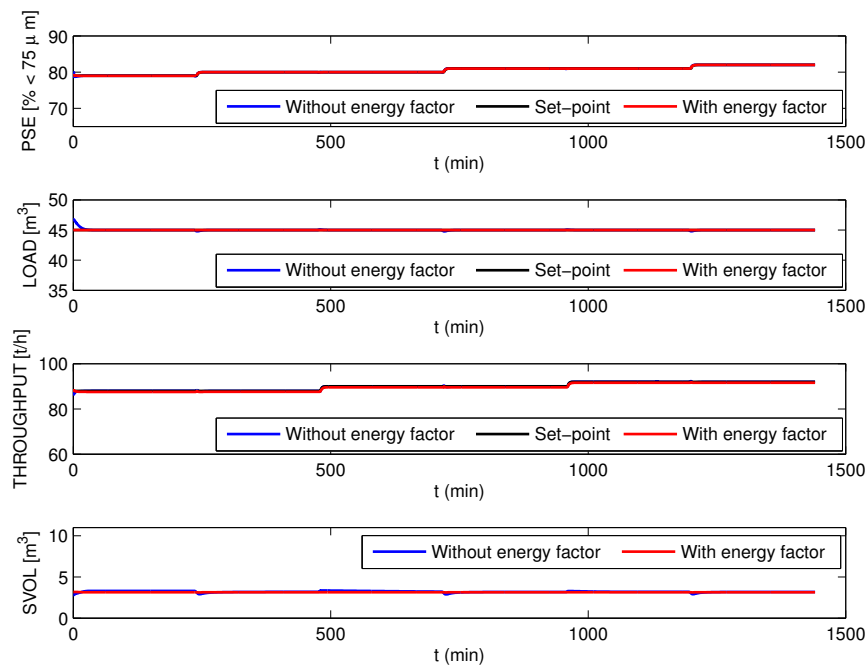 PSE [% < 75 μ m]
90
80
70
Without energy factor Set−point With energy factor
0 500 1000 1500
t (min)
LOAD [m³]
50
45
40
35
Without energy factor Set−point With energy factor
0 500 1000 1500
t (min)
THROUGHPUT [t/h]
100
80
60
Without energy factor Set−point With energy factor
0 500 1000 1500
t (min)
SVOL [m³]
10
5
0
Without energy factor With energy factor
0 500 1000 1500
t (min)